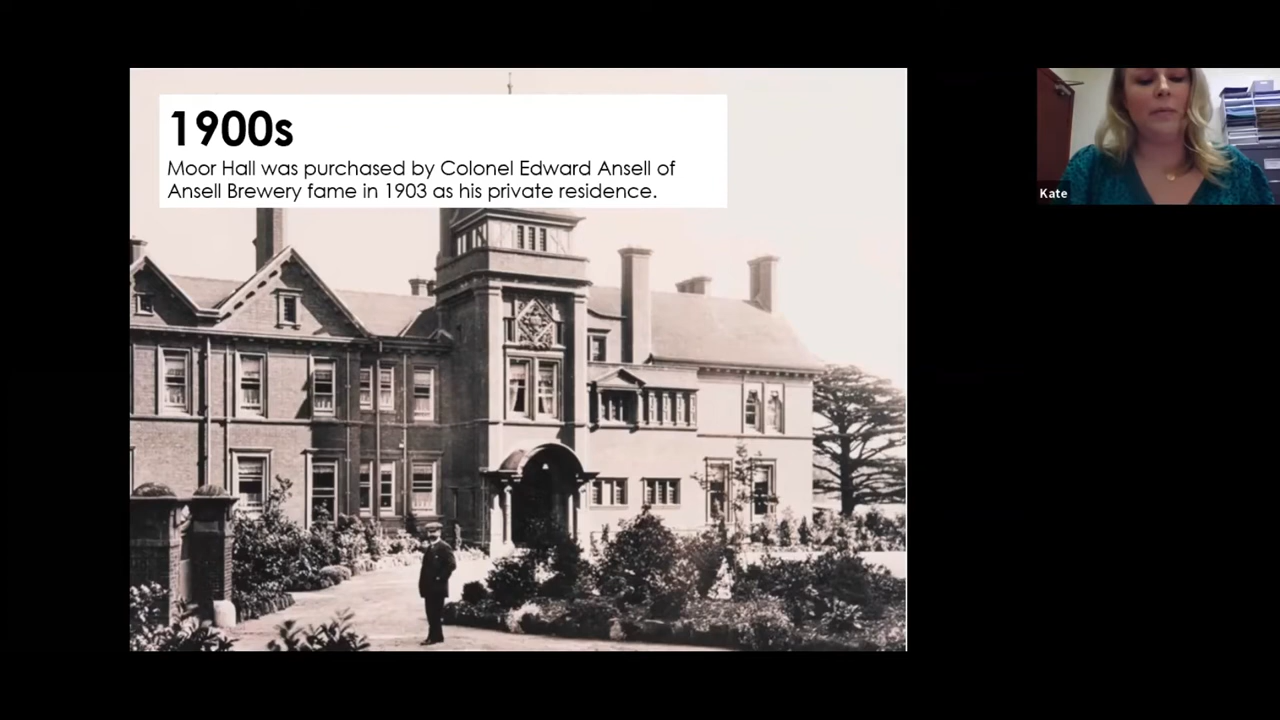 1900s
Moor Hall was purchased by Colonel Edward Ansell of
Ansell Brewery fame in 1903 as his private residence.
Kate